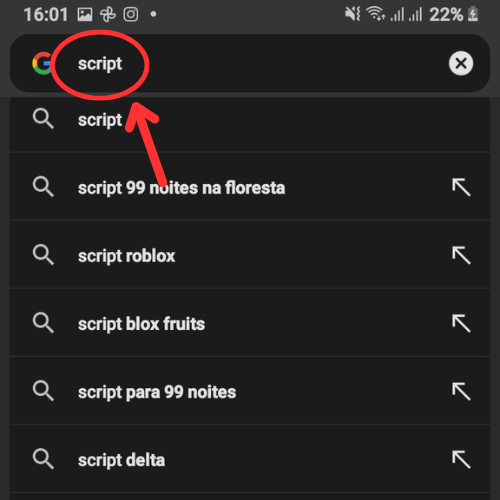 16:01 22%
script
script
script 99 noites na floresta
script roblox
script blox fruits
script para 99 noites
script delta